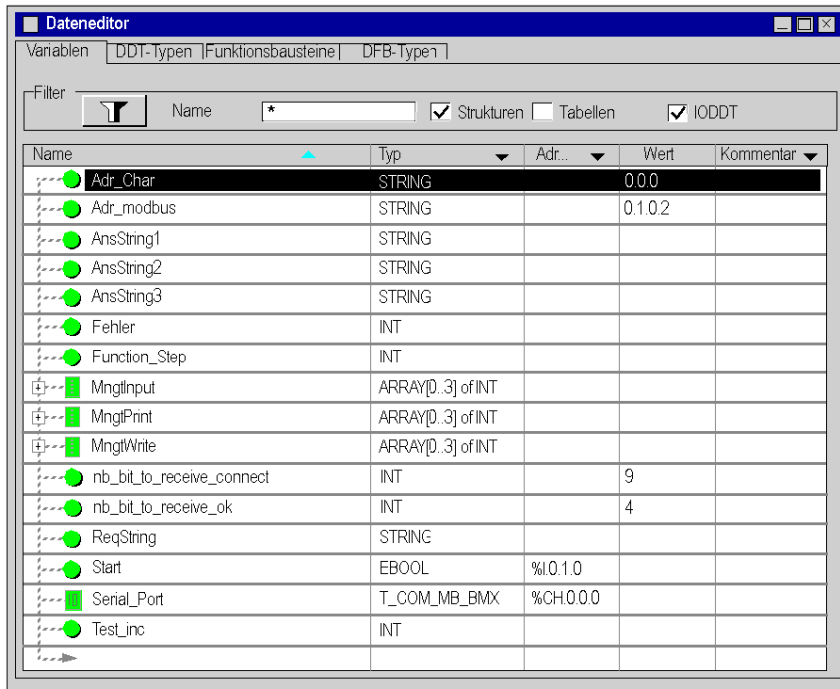 Dateneditor
Variablen DDT-Typen Funktionsbausteine DFB-Typen
Filter
Name * Strukturen Tabellen IODDT
Name Typ Adr... Wert Kommentar
Adr_Char STRING 0.0.0
Adr_modbus STRING 0.1.0.2
AnsString1 STRING
AnsString2 STRING
AnsString3 STRING
Fehler INT
Function_Step INT
MngtInput ARRAY[0..3] of INT
MngtPrint ARRAY[0..3] of INT
MngtWrite ARRAY[0..3] of INT
nb_bit_to_receive_connect INT 9
nb_bit_to_receive_ok INT 4
ReqString STRING
Start EBOOL %I.0.1.0
Serial_Port T_COM_MB_BMX %CH.0.0.0
Test_inc INT